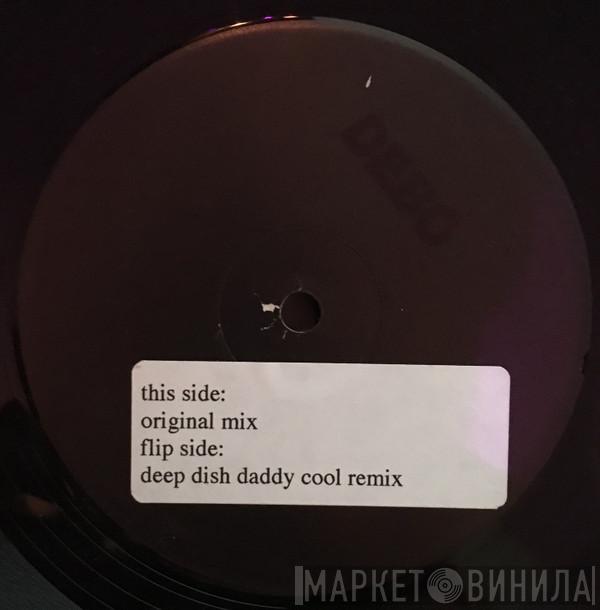 this side:
original mix
flip side:
deep dish daddy cool remix
МАРКЕТ ВИНИЛА